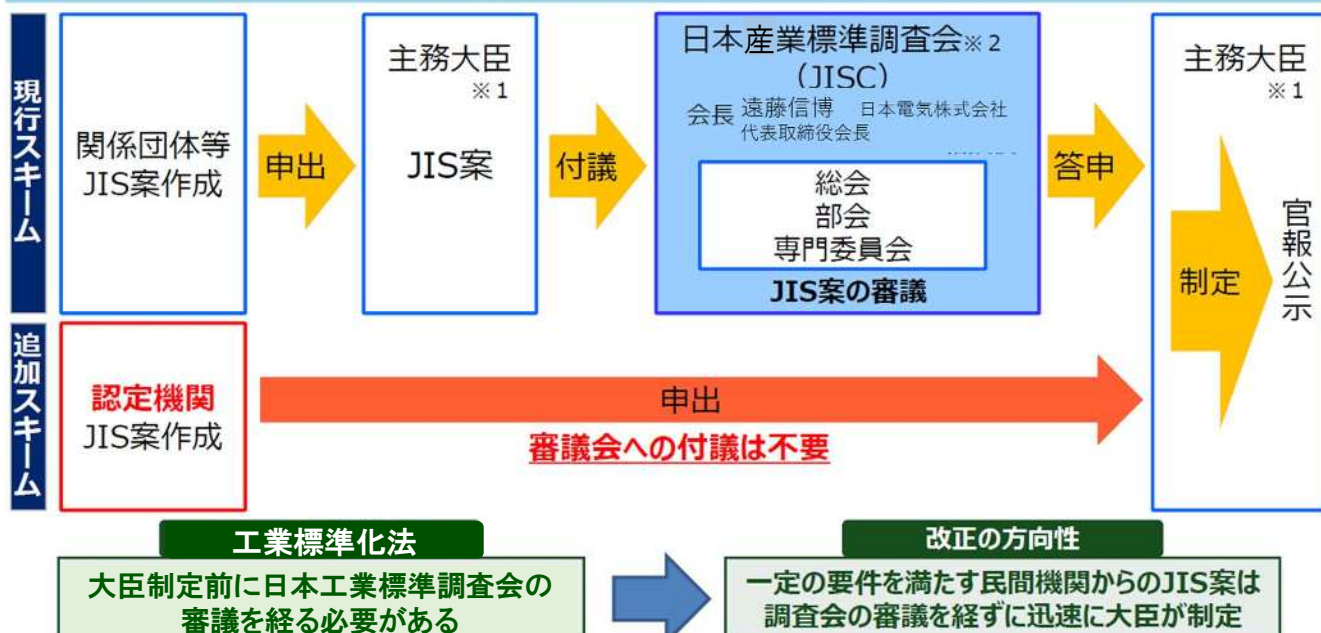 現行スキーム
関係団体等
JIS案作成
申出
主務大臣
※1
JIS案
付議
日本産業標準調査会※2
(JISC)
会長 遠藤信博 日本電気株式会社
代表取締役会長
総会
部会
専門委員会
JIS案の審議
答申
主務大臣
※1
制定
官報公示
追加スキーム
認定機関
JIS案作成
申出
審議会への付議は不要
工業標準化法
大臣制定前に日本工業標準調査会の
審議を経る必要がある
改正の方向性
一定の要件を満たす民間機関からのJIS案は
調査会の審議を経ずに迅速に大臣が制定